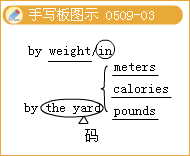 手写板图示 0509-03
by weight/in
meters
calories
by the yard
pounds
码